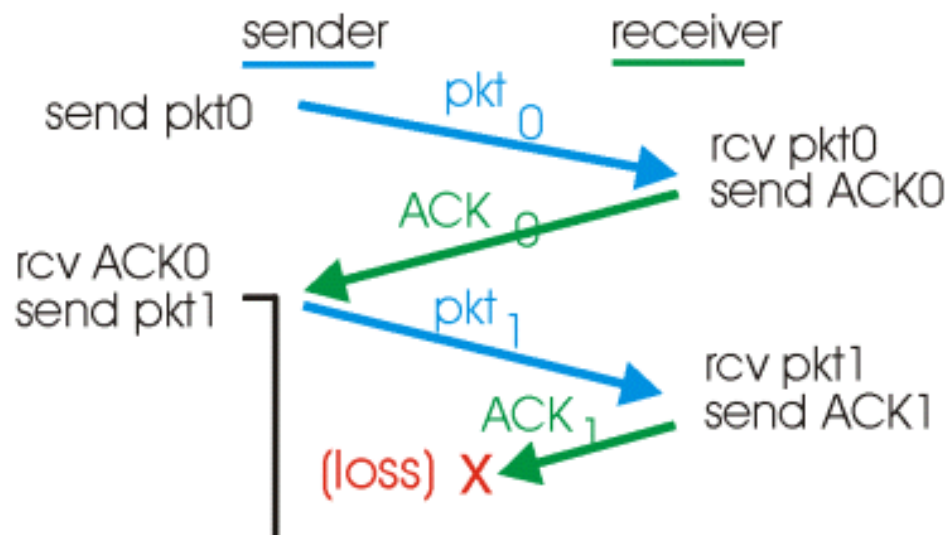 sender
receiver
send pkt0
pkt 0
rcv pkt0
send ACK0
ACK 0
rcv ACK0
send pkt1
pkt 1
rcv pkt1
send ACK1
ACK 1
(loss) X